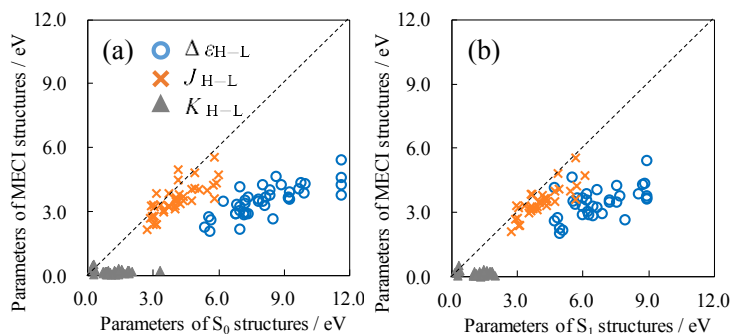 Parameters of MECI structures / eV
12.0
9.0
6.0
3.0
0.0
(a)
Δ εH−L
J H−L
K H−L
0.0 3.0 6.0 9.0 12.0
Parameters of S0 structures / eV
Parameters of MECI structures / eV
12.0
9.0
6.0
3.0
0.0
(b)
0.0 3.0 6.0 9.0 12.0
Parameters of S1 structures / eV